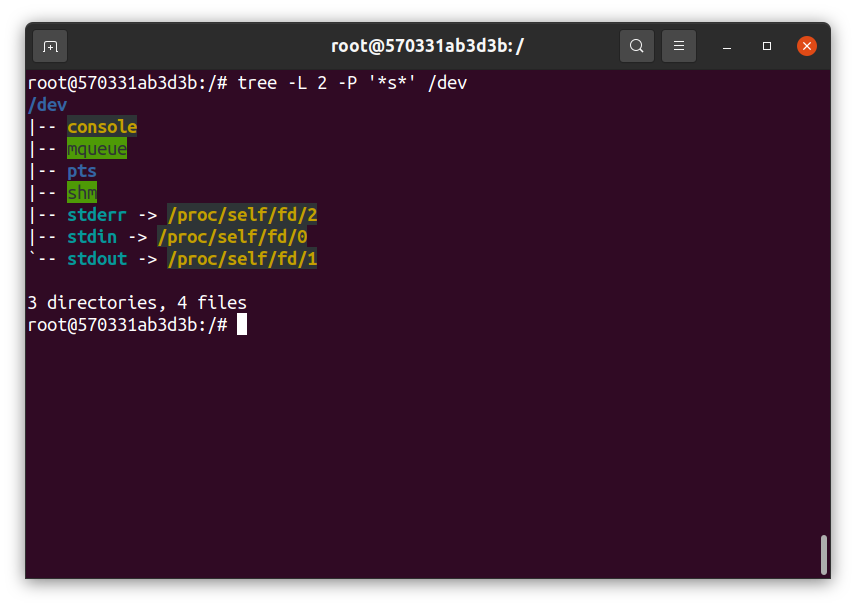 root@570331ab3d3b: /
root@570331ab3d3b:/# tree -L 2 -P '*s*' /dev
/dev
|-- console
|-- mqueue
|-- pts
|-- shm
|-- stderr -> /proc/self/fd/2
|-- stdin -> /proc/self/fd/0
`-- stdout -> /proc/self/fd/1
3 directories, 4 files
root@570331ab3d3b:/#